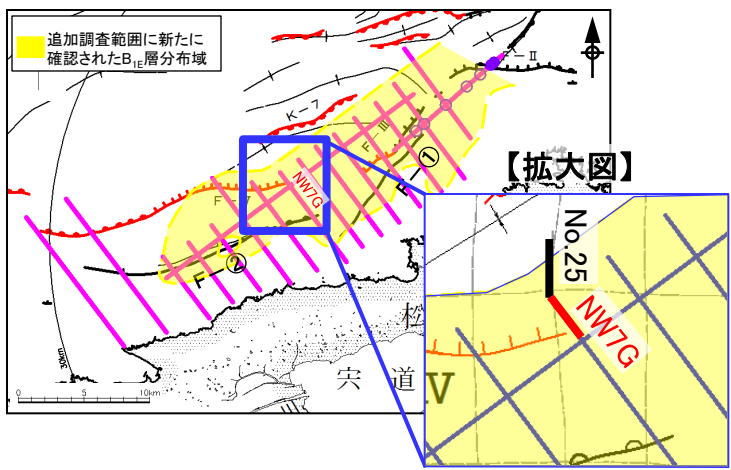 追加調査範囲に新たに
確認されたB1E層分布域
F-Ⅱ
K-7
F-Ⅲ
F-①
NW7G
F-Ⅴ
F-②
【拡大図】
No.25
NW7G
Ⅳ
松
宍道
30km
0 5 10km